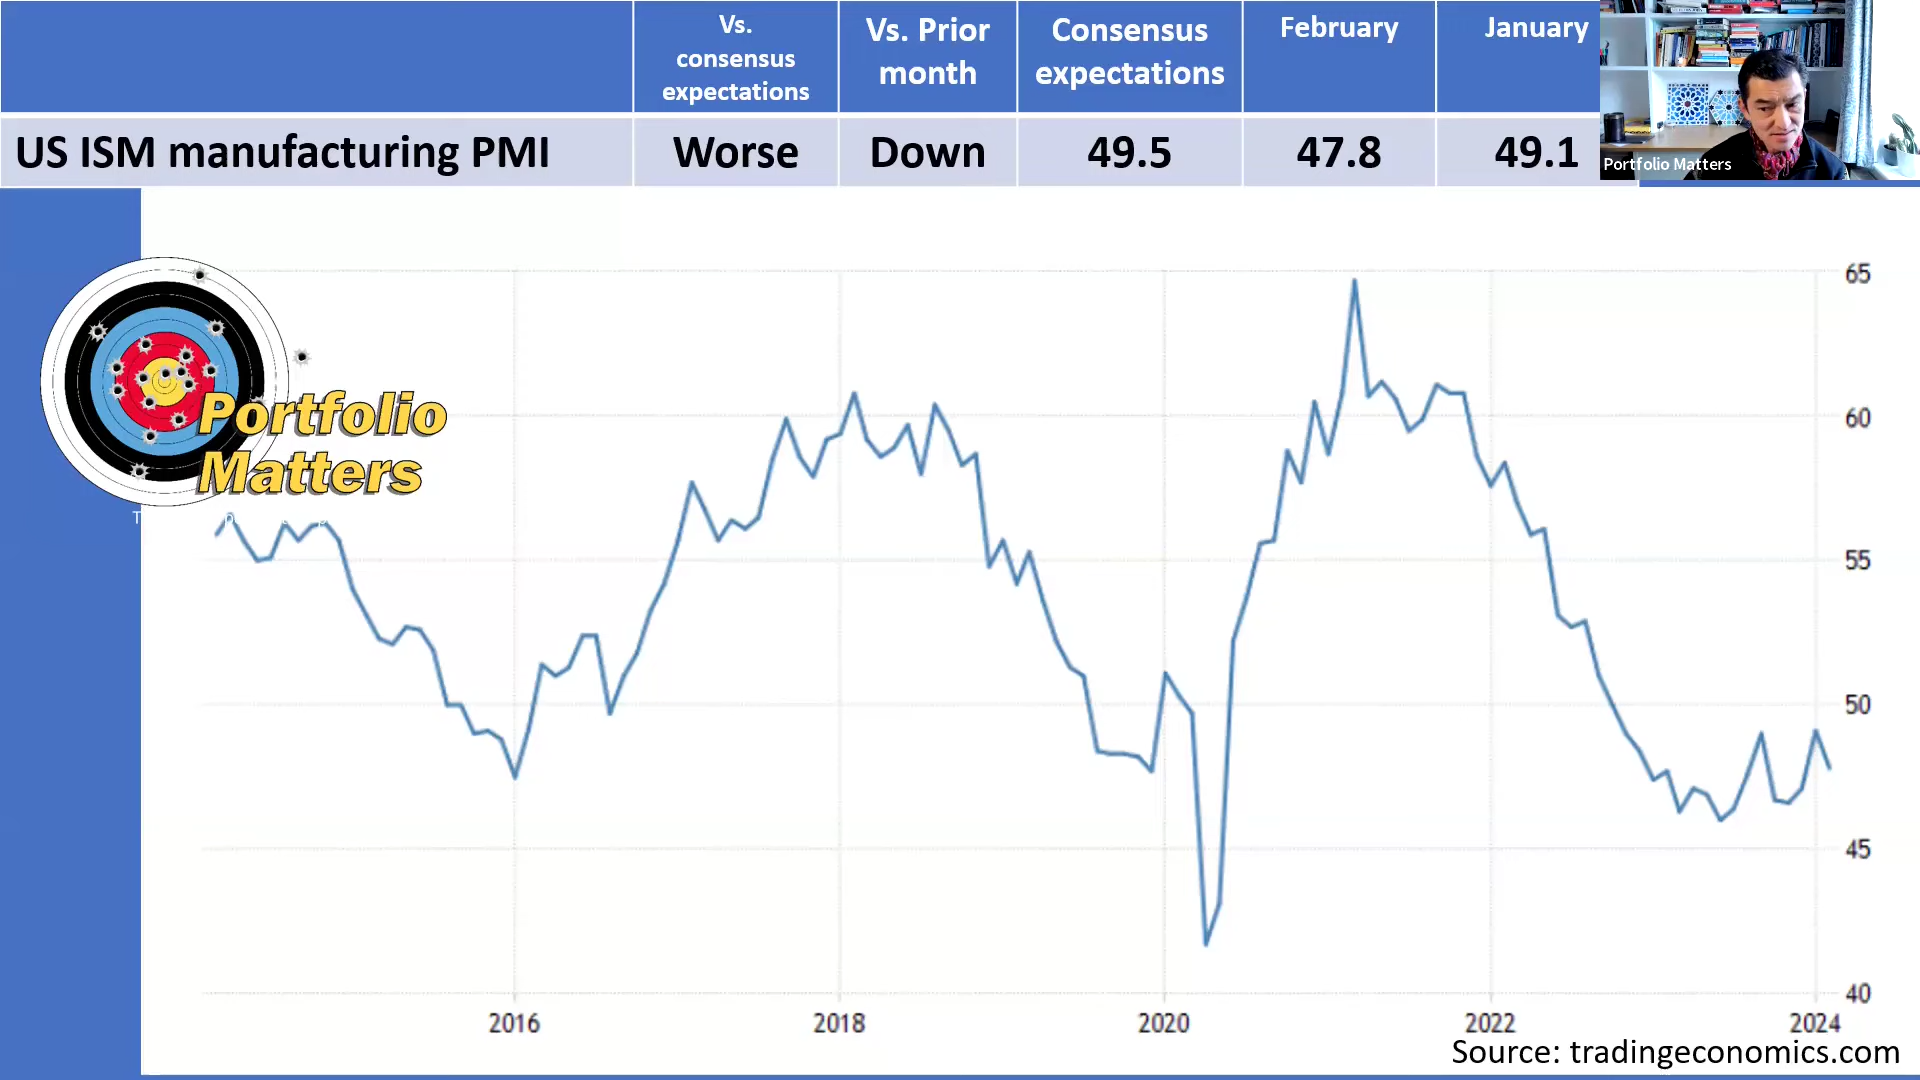 Vs.
consensus
expectations
Vs. Prior
month
Consensus
expectations
February
January
US ISM manufacturing PMI
Worse
Down
49.5
47.8
49.1
Portfolio Matters
Portfolio
Matters
65
60
55
50
45
40
2016
2018
2020
2022
2024
Source: tradingeconomics.com